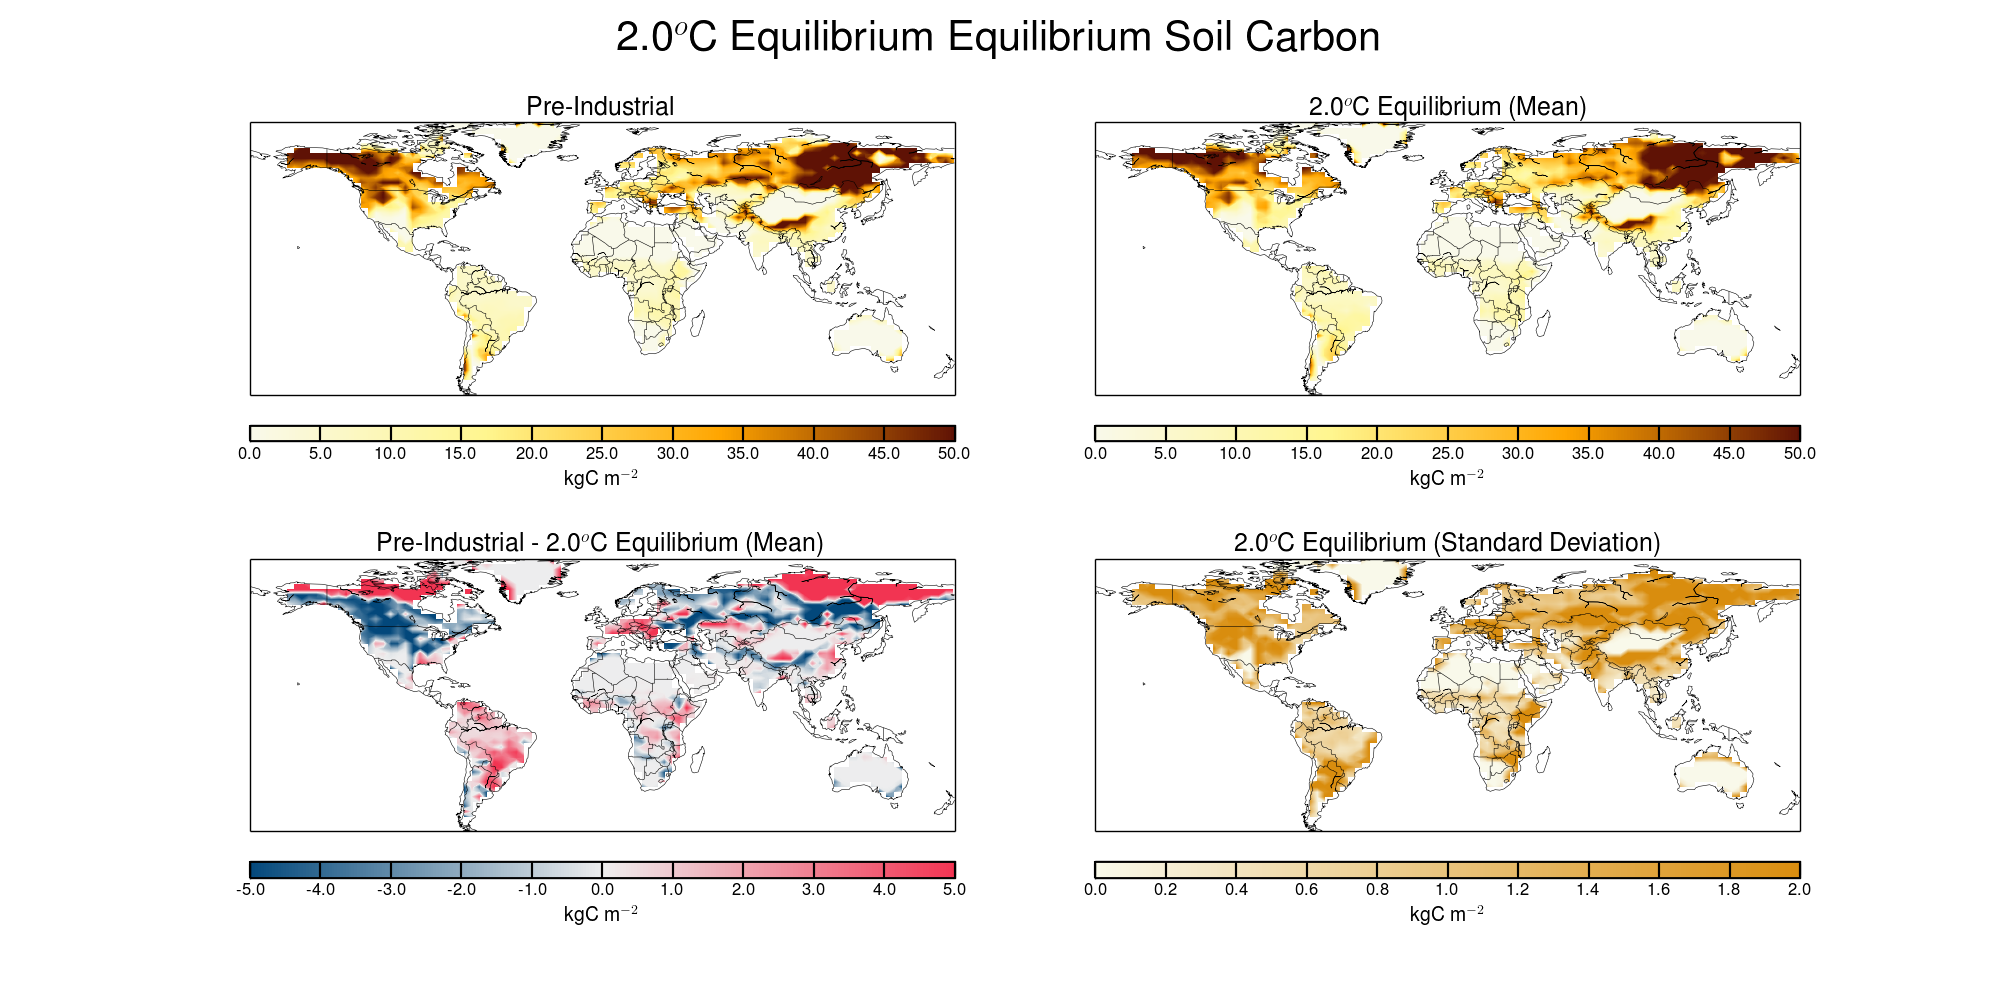 2.0°C Equilibrium Equilibrium Soil Carbon
Pre-Industrial
2.0°C Equilibrium (Mean)
0.0 5.0 10.0 15.0 20.0 25.0 30.0 35.0 40.0 45.0 50.0
kgC m⁻²
0.0 5.0 10.0 15.0 20.0 25.0 30.0 35.0 40.0 45.0 50.0
kgC m⁻²
Pre-Industrial - 2.0°C Equilibrium (Mean)
2.0°C Equilibrium (Standard Deviation)
-5.0 -4.0 -3.0 -2.0 -1.0 0.0 1.0 2.0 3.0 4.0 5.0
kgC m⁻²
0.0 0.2 0.4 0.6 0.8 1.0 1.2 1.4 1.6 1.8 2.0
kgC m⁻²